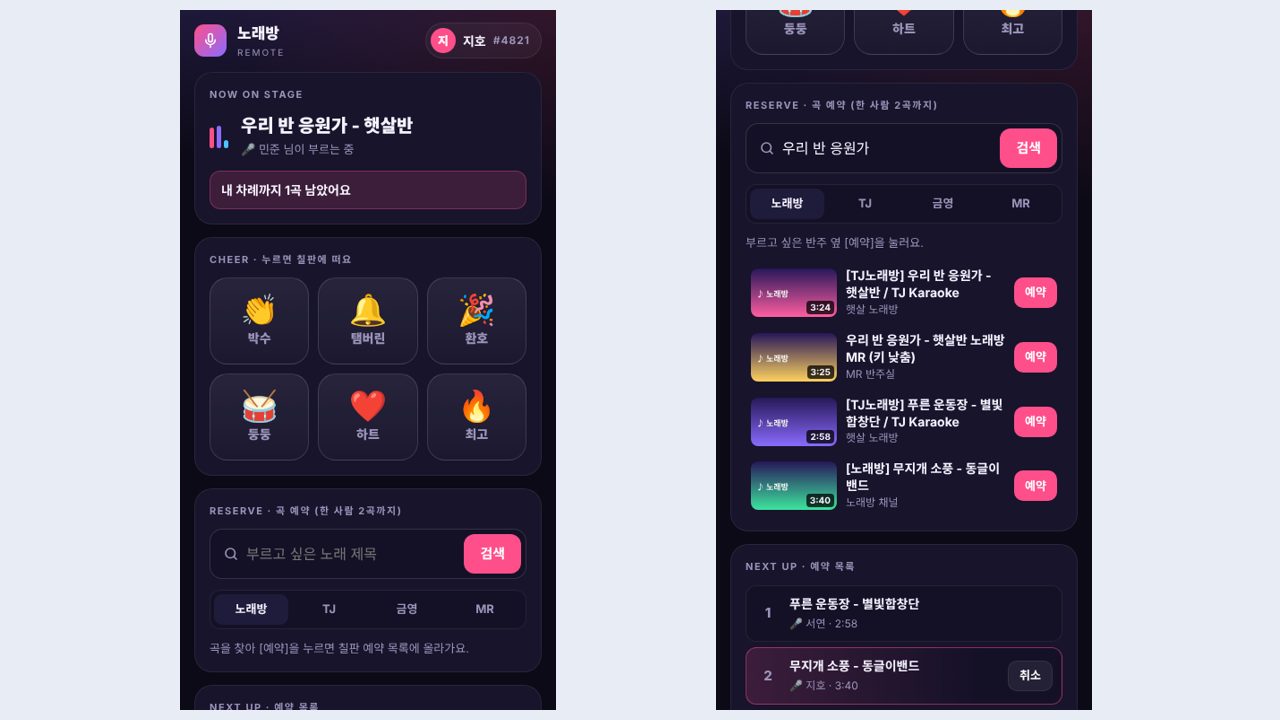 노래방
REMOTE
지 지호 #4821
NOW ON STAGE
우리 반 응원가 - 햇살반
🎤 민준 님이 부르는 중
내 차례까지 1곡 남았어요
CHEER · 누르면 칠판에 떠요
박수 탬버린 환호
둥둥 하트 최고
RESERVE · 곡 예약 (한 사람 2곡까지)
부르고 싶은 노래 제목 검색
노래방 TJ 금영 MR
곡을 찾아 [예약]을 누르면 칠판 예약 목록에 올라가요.
NEXT UP · 예약 목록
둥둥 하트 최고
RESERVE · 곡 예약 (한 사람 2곡까지)
우리 반 응원가 검색
노래방 TJ 금영 MR
부르고 싶은 반주 옆 [예약]을 눌러요.
♪ 노래방 3:24
[TJ노래방] 우리 반 응원가 -
햇살반 / TJ Karaoke
햇살 노래방
예약
♪ 노래방 3:25
우리 반 응원가 - 햇살반 노래방
MR (키 낮춤)
MR 반주실
예약
♪ 노래방 2:58
[TJ노래방] 푸른 운동장 - 별빛
합창단 / TJ Karaoke
햇살 노래방
예약
♪ 노래방 3:40
[노래방] 무지개 소풍 - 동글이
밴드
노래방 채널
예약
NEXT UP · 예약 목록
1 푸른 운동장 - 별빛합창단
🎤 서연 · 2:58
2 무지개 소풍 - 동글이밴드
🎤 지호 · 3:40
취소